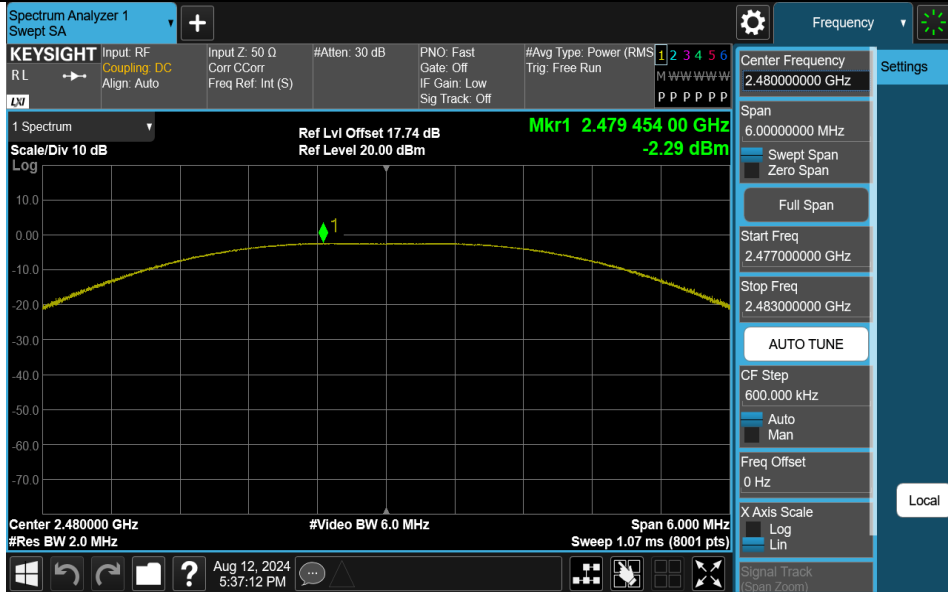 Spectrum Analyzer 1
Swept SA
+
Frequency
KEYSIGHT
R L
LXI
Input: RF
Coupling: DC
Align: Auto
Input Z: 50 Ω
Corr CCorr
Freq Ref: Int (S)
#Atten: 30 dB
PNO: Fast
Gate: Off
IF Gain: Low
Sig Track: Off
#Avg Type: Power (RMS
Trig: Free Run
1 2 3 4 5 6
M W W W W W
P P P P P P
1 Spectrum
Scale/Div 10 dB
Log
Ref Lvl Offset 17.74 dB
Ref Level 20.00 dBm
Mkr1 2.479 454 00 GHz
-2.29 dBm
10.0
0.00
-10.0
-20.0
-30.0
-40.0
-50.0
-60.0
-70.0
1
Center 2.480000 GHz
#Res BW 2.0 MHz
#Video BW 6.0 MHz
Span 6.000 MHz
Sweep 1.07 ms (8001 pts)
Center Frequency
2.480000000 GHz
Span
6.00000000 MHz
Swept Span
Zero Span
Full Span
Start Freq
2.477000000 GHz
Stop Freq
2.483000000 GHz
AUTO TUNE
CF Step
600.000 kHz
Auto
Man
Freq Offset
0 Hz
X Axis Scale
Log
Lin
Signal Track
(Span Zoom)
Settings
Local
?
Aug 12, 2024
5:37:12 PM